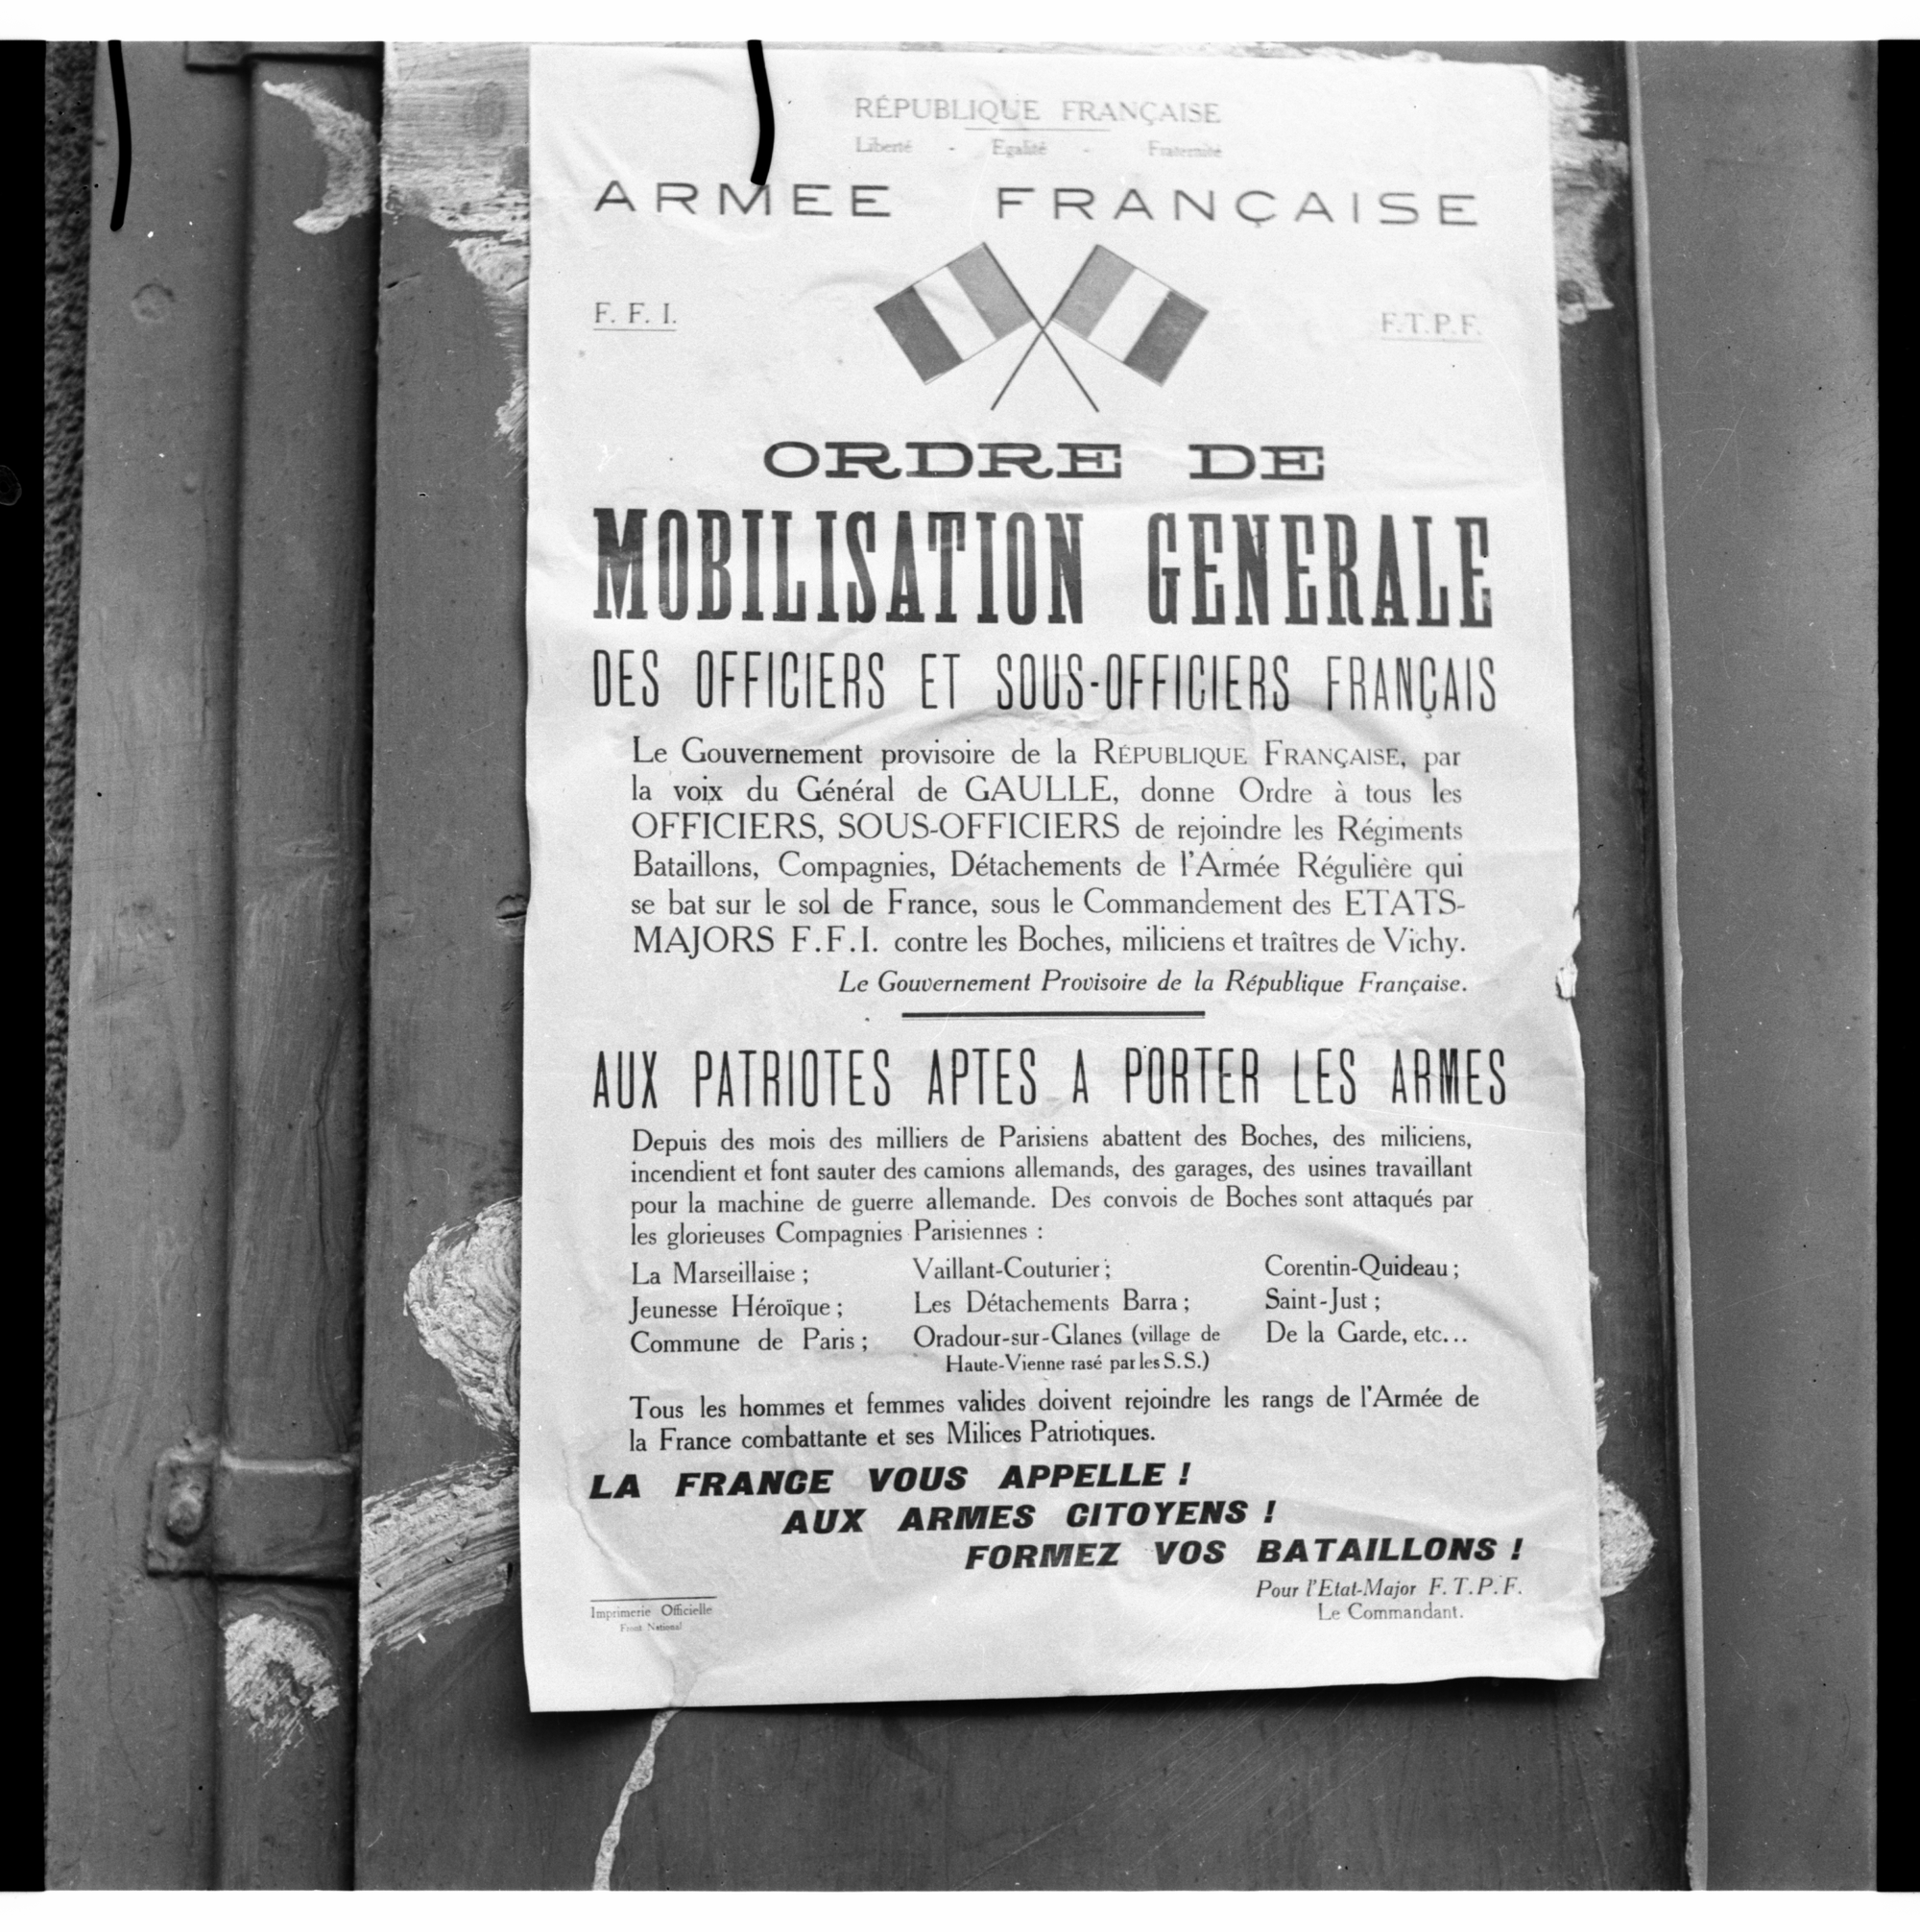 RÉPUBLIQUE FRANÇAISE
Liberté - Egalité - Fraternité
ARMEE FRANÇAISE
F. F. I.
F.T.P.F.
ORDRE DE
MOBILISATION GENERALE
DES OFFICIERS ET SOUS-OFFICIERS FRANÇAIS
Le Gouvernement provisoire de la RÉPUBLIQUE FRANÇAISE, par
la voix du Général de GAULLE, donne Ordre à tous les
OFFICIERS, SOUS-OFFICIERS de rejoindre les Régiments
Bataillons, Compagnies, Détachements de l'Armée Régulière qui
se bat sur le sol de France, sous le Commandement des ETATS-
MAJORS F.F.I. contre les Boches, miliciens et traîtres de Vichy.
Le Gouvernement Provisoire de la République Française.
AUX PATRIOTES APTES A PORTER LES ARMES
Depuis des mois des milliers de Parisiens abattent des Boches, des miliciens,
incendient et font sauter des camions allemands, des garages, des usines travaillant
pour la machine de guerre allemande. Des convois de Boches sont attaqués par
les glorieuses Compagnies Parisiennes :
La Marseillaise ;
Jeunesse Héroïque ;
Commune de Paris ;
Vaillant-Couturier ;
Les Détachements Barra ;
Oradour-sur-Glanes (village de
Haute-Vienne rasé par les S.S.)
Corentin-Quideau ;
Saint-Just ;
De la Garde, etc...
Tous les hommes et femmes valides doivent rejoindre les rangs de l'Armée de
la France combattante et ses Milices Patriotiques.
LA FRANCE VOUS APPELLE !
AUX ARMES CITOYENS !
FORMEZ VOS BATAILLONS !
Pour l'Etat-Major F.T.P.F.
Le Commandant.
Imprimerie Officielle
Front National